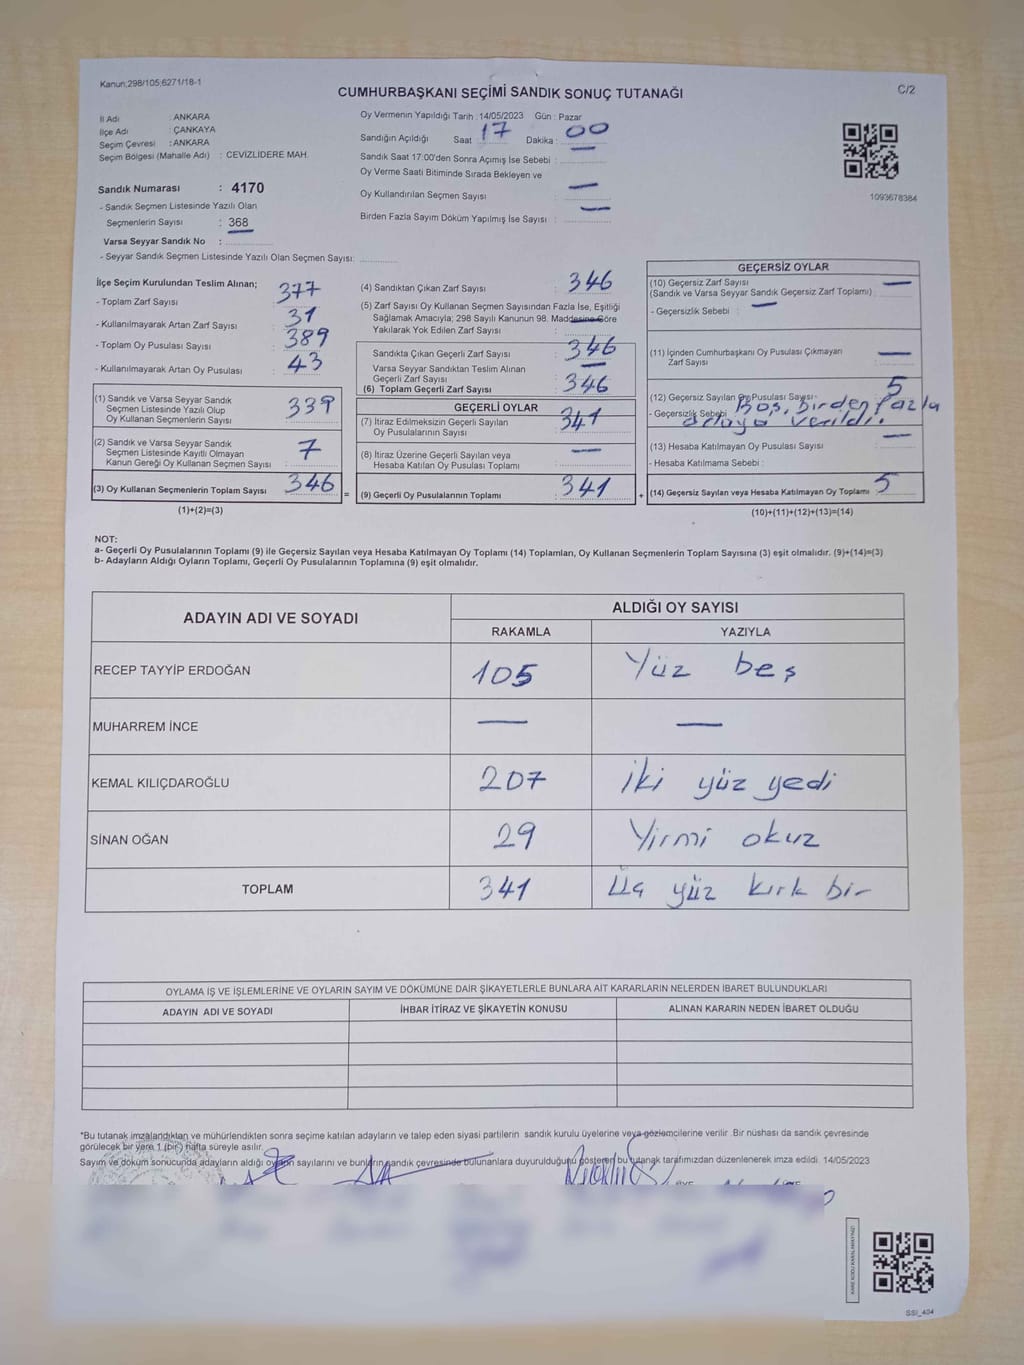 Kanun:298/105;6271/18-1
CUMHURBAŞKANI SEÇİMİ SANDIK SONUÇ TUTANAĞI
C/2
İl Adı : ANKARA
İlçe Adı : ÇANKAYA
Seçim Çevresi : ANKARA
Seçim Bölgesi (Mahalle Adı) : CEVİZLİDERE MAH.
Sandık Numarası : 4170
- Sandık Seçmen Listesinde Yazılı Olan
Seçmenlerin Sayısı : 368
Varsa Seyyar Sandık No :
- Seyyar Sandık Seçmen Listesinde Yazılı Olan Seçmen Sayısı:
Oy Vermenin Yapıldığı Tarih : 14/05/2023 Gün : Pazar
Sandığın Açıldığı Saat : 17 Dakika : 00
Sandık Saat 17:00'den Sonra Açımış İse Sebebi : —
Oy Verme Saati Bitiminde Sırada Bekleyen ve
Oy Kullandırılan Seçmen Sayısı : —
Birden Fazla Sayım Döküm Yapılmış İse Sayısı : —
1093678384
İlçe Seçim Kurulundan Teslim Alınan;
- Toplam Zarf Sayısı : 377
- Kullanılmayarak Artan Zarf Sayısı : 31
- Toplam Oy Pusulası Sayısı : 389
- Kullanılmayarak Artan Oy Pusulası : 43
(1) Sandık ve Varsa Seyyar Sandık
Seçmen Listesinde Yazılı Olup
Oy Kullanan Seçmenlerin Sayısı : 339
(2) Sandık ve Varsa Seyyar Sandık
Seçmen Listesinde Kayıtlı Olmayan
Kanun Gereği Oy Kullanan Seçmen Sayısı : 7
(3) Oy Kullanan Seçmenlerin Toplam Sayısı : 346
(1)+(2)=(3)
=
(4) Sandıktan Çıkan Zarf Sayısı : 346
(5) Zarf Sayısı Oy Kullanan Seçmen Sayısından Fazla İse, Eşitliği
Sağlamak Amacıyla; 298 Sayılı Kanunun 98. Maddesine Göre
Yakılarak Yok Edilen Zarf Sayısı : —
Sandıkta Çıkan Geçerli Zarf Sayısı : 346
Varsa Seyyar Sandıktan Teslim Alınan
Geçerli Zarf Sayısı : —
(6) Toplam Geçerli Zarf Sayısı : 346
GEÇERLİ OYLAR
(7) İtiraz Edilmeksizin Geçerli Sayılan
Oy Pusulalarının Sayısı : 341
(8) İtiraz Üzerine Geçerli Sayılan veya
Hesaba Katılan Oy Pusulası Toplamı : —
(9) Geçerli Oy Pusulalarının Toplamı : 341
+
GEÇERSİZ OYLAR
(10) Geçersiz Zarf Sayısı
(Sandık ve Varsa Seyyar Sandık Geçersiz Zarf Toplamı) : —
- Geçersizlik Sebebi : —
(11) İçinden Cumhurbaşkanı Oy Pusulası Çıkmayan
Zarf Sayısı : —
(12) Geçersiz Sayılan Oy Pusulası Sayısı : 5
- Geçersizlik Sebebi : Boş, birden fazla
adaya verildi.
(13) Hesaba Katılmayan Oy Pusulası Sayısı : —
- Hesaba Katılmama Sebebi :
(14) Geçersiz Sayılan veya Hesaba Katılmayan Oy Toplamı : 5
(10)+(11)+(12)+(13)=(14)
NOT:
a- Geçerli Oy Pusulalarının Toplamı (9) ile Geçersiz Sayılan veya Hesaba Katılmayan Oy Toplamı (14) Toplamları, Oy Kullanan Seçmenlerin Toplam Sayısına (3) eşit olmalıdır. (9)+(14)=(3)
b- Adayların Aldığı Oyların Toplamı, Geçerli Oy Pusulalarının Toplamına (9) eşit olmalıdır.
ADAYIN ADI VE SOYADI
ALDIĞI OY SAYISI
RAKAMLA YAZIYLA
RECEP TAYYİP ERDOĞAN 105 Yüz beş
MUHARREM İNCE — —
KEMAL KILIÇDAROĞLU 207 İki yüz yedi
SİNAN OĞAN 29 Yirmi okuz
TOPLAM 341 Üç yüz kırk bir
OYLAMA İŞ VE İŞLEMLERİNE VE OYLARIN SAYIM VE DÖKÜMÜNE DAİR ŞİKAYETLERLE BUNLARA AİT KARARLARIN NELERDEN İBARET BULUNDUKLARI
ADAYIN ADI VE SOYADI İHBAR İTİRAZ VE ŞİKAYETİN KONUSU ALINAN KARARIN NEDEN İBARET OLDUĞU
*Bu tutanak imzalandıktan ve mühürlendikten sonra seçime katılan adayların ve talep eden siyasi partilerin sandık kurulu üyelerine veya gözlemcilerine verilir. Bir nüshası da sandık çevresinde
görülecek bir yere 1 (bir) hafta süreyle asılır.
Sayım ve döküm sonucunda adayların aldığı oyların sayılarını ve bunların sandık çevresinde bulunanlara duyurulduğunu gösteren bu tutanak tarafımızdan düzenlenerek imza edildi. 14/05/2023
SSI_404